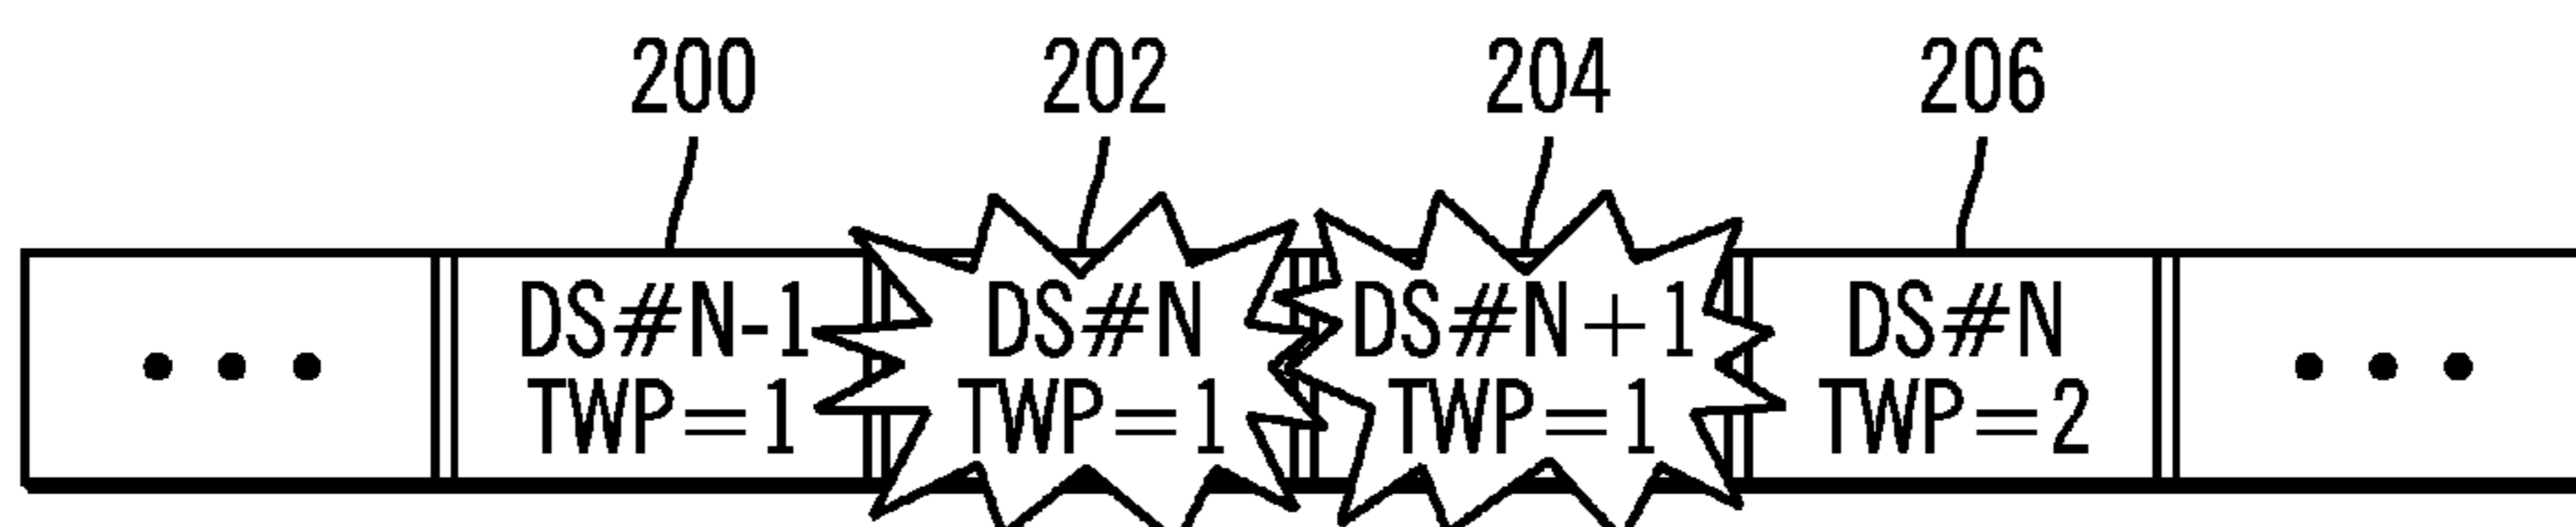 200 202 204 206
• • • DS#N-1 DS#N DS#N+1 DS#N • • •
TWP=1 TWP=1 TWP=1 TWP=2